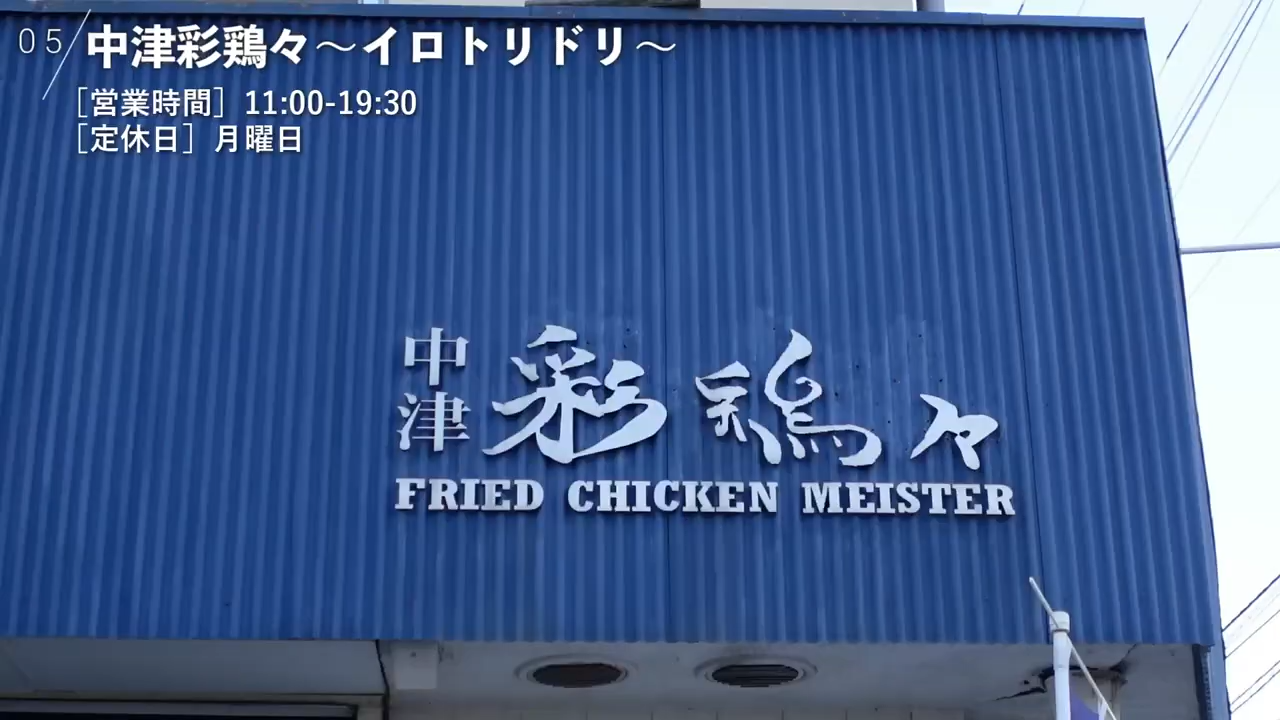 05/中津彩鶏々～イロトリドリ～
［営業時間］11:00-19:30
［定休日］月曜日
中津
彩鶏々
FRIED CHICKEN MEISTER